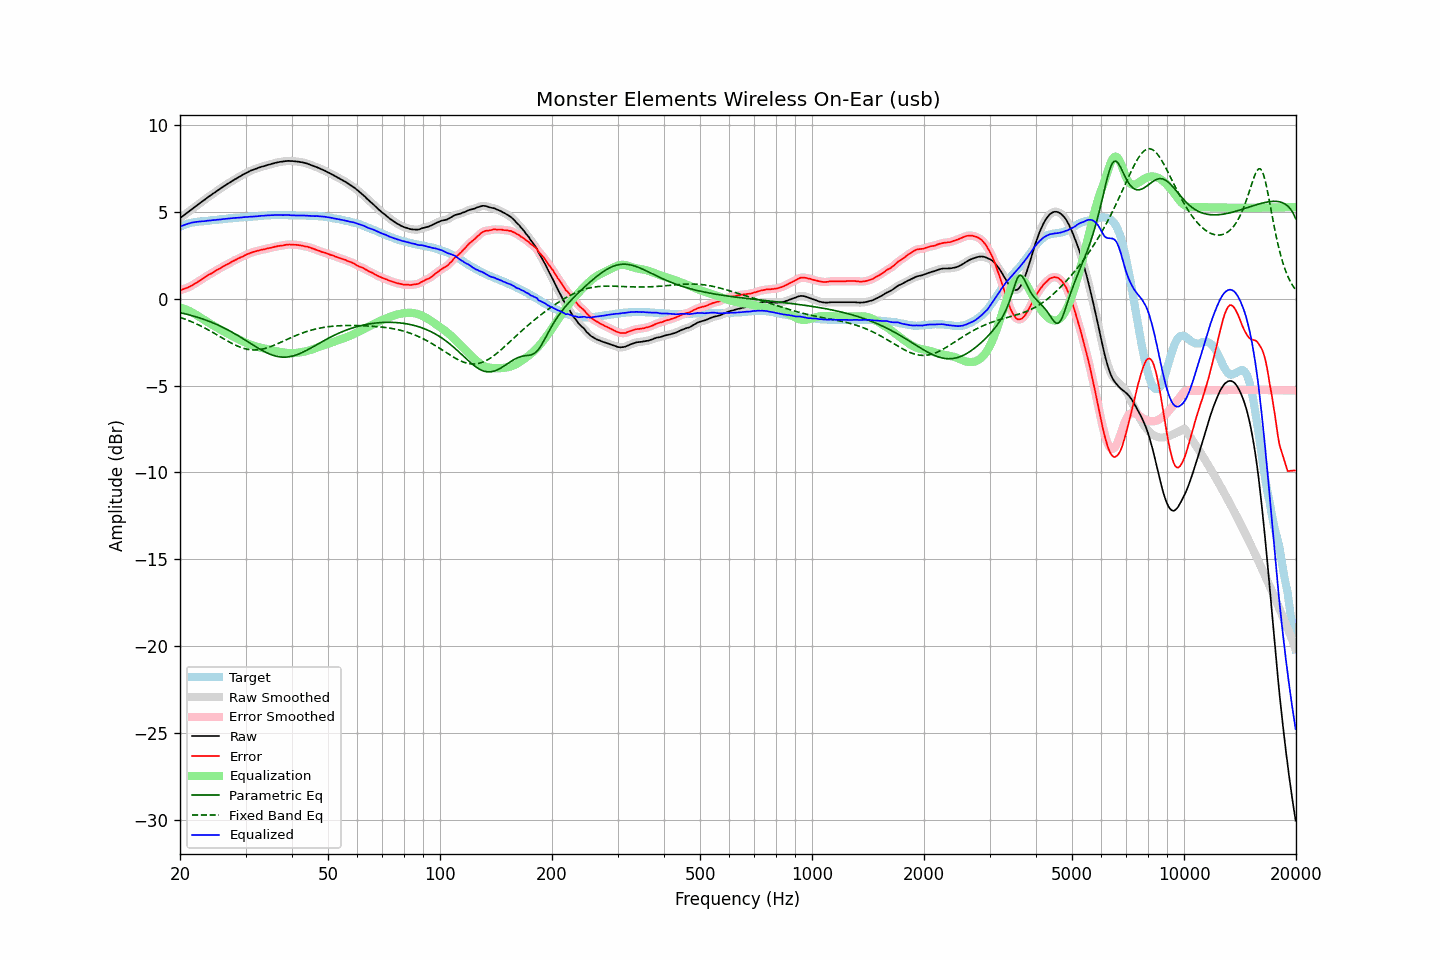 Monster Elements Wireless On-Ear (usb)
10
5
0
−5
−10
−15
−20
−25
−30
Amplitude (dBr)
Target
Raw Smoothed
Error Smoothed
Raw
Error
Equalization
Parametric Eq
Fixed Band Eq
Equalized
20 50 100 200 500 1000 2000 5000 10000 20000
Frequency (Hz)